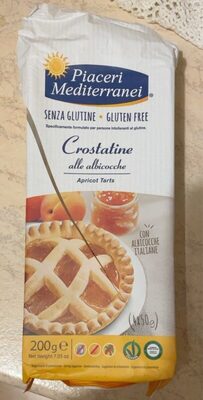 Piaceri
Mediterranei®
SENZA GLUTINE • GLUTEN FREE
Specificamente formulato per persone intolleranti al glutine.
Crostatine
alle albicocche
Apricot Tarts
CON
ALBICOCCHE
ITALIANE
(4x50g)
200g e
Net weight 7.05 oz